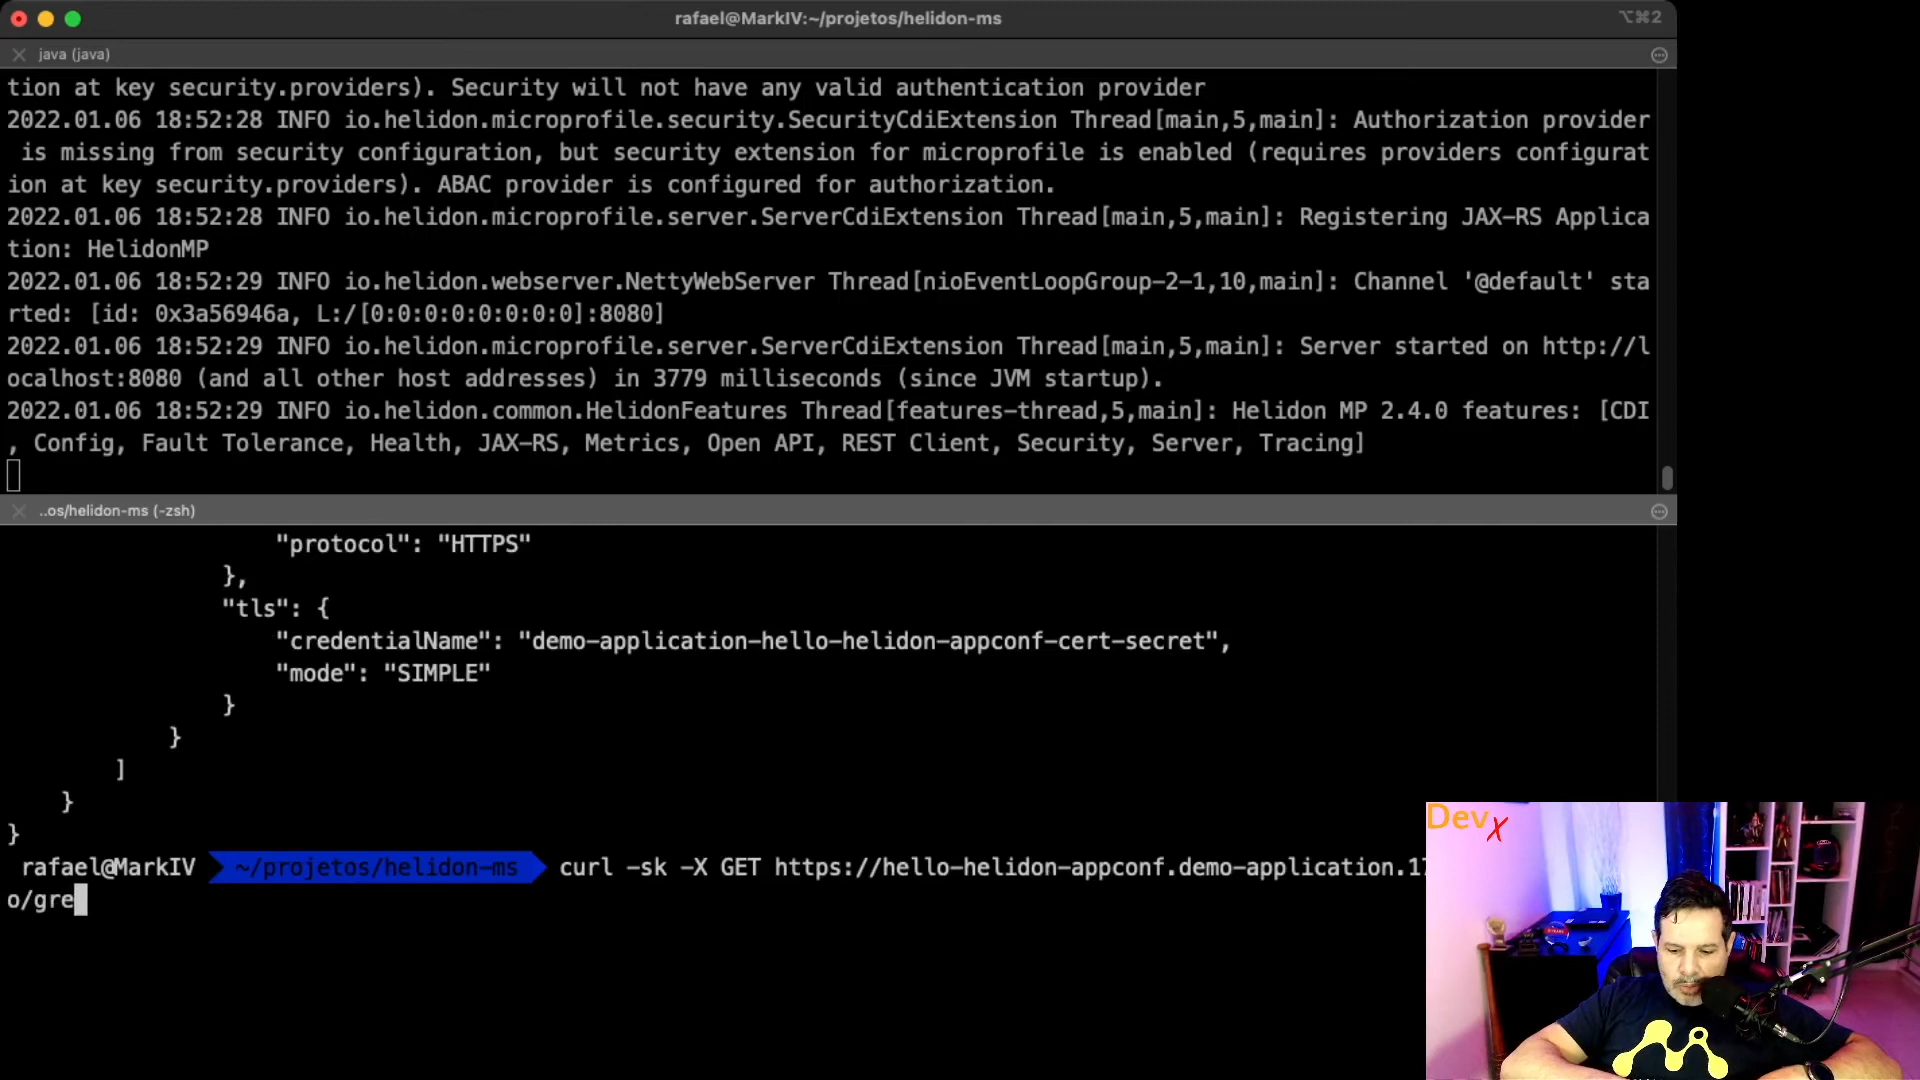 rafael@MarkIV:~/projetos/helidon-ms
⌥⌘2
java (java)
tion at key security.providers). Security will not have any valid authentication provider
2022.01.06 18:52:28 INFO io.helidon.microprofile.security.SecurityCdiExtension Thread[main,5,main]: Authorization provider
is missing from security configuration, but security extension for microprofile is enabled (requires providers configurat
ion at key security.providers). ABAC provider is configured for authorization.
2022.01.06 18:52:28 INFO io.helidon.microprofile.server.ServerCdiExtension Thread[main,5,main]: Registering JAX-RS Applica
tion: HelidonMP
2022.01.06 18:52:29 INFO io.helidon.webserver.NettyWebServer Thread[nioEventLoopGroup-2-1,10,main]: Channel '@default' sta
rted: [id: 0x3a56946a, L:/[0:0:0:0:0:0:0:0]:8080]
2022.01.06 18:52:29 INFO io.helidon.microprofile.server.ServerCdiExtension Thread[main,5,main]: Server started on http://l
ocalhost:8080 (and all other host addresses) in 3779 milliseconds (since JVM startup).
2022.01.06 18:52:29 INFO io.helidon.common.HelidonFeatures Thread[features-thread,5,main]: Helidon MP 2.4.0 features: [CDI
, Config, Fault Tolerance, Health, JAX-RS, Metrics, Open API, REST Client, Security, Server, Tracing]
..os/helidon-ms (-zsh)
"protocol": "HTTPS"
},
"tls": {
"credentialName": "demo-application-hello-helidon-appconf-cert-secret",
"mode": "SIMPLE"
}
}
]
}
}
rafael@MarkIV ~/projetos/helidon-ms curl -sk -X GET https://hello-helidon-appconf.demo-application.17
o/gre
Dev X